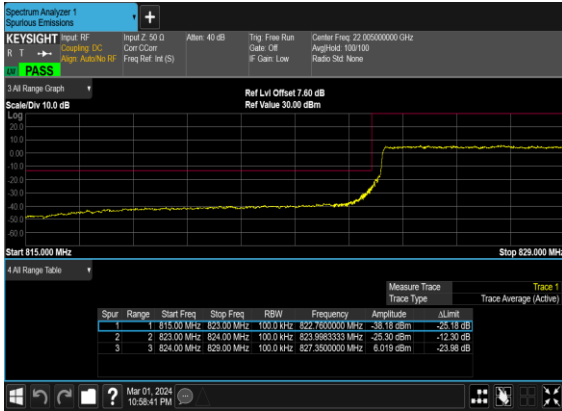 Spectrum Analyzer 1
Spurious Emissions
+
KEYSIGHT Input: RF Input Z: 50 Ω Atten: 40 dB Trig: Free Run Center Freq: 22.005000000 GHz
R T Coupling: DC Corr CCorr Gate: Off Avg|Hold: 100/100
Align: Auto/No RF Freq Ref: Int (S) IF Gain: Low Radio Std: None
PASS
3 All Range Graph
Ref Lvl Offset 7.60 dB
Scale/Div 10.0 dB Ref Value 30.00 dBm
Log
20.0
10.0
0.00
-10.0
-20.0
-30.0
-40.0
-50.0
-60.0
Start 815.000 MHz Stop 829.000 MHz
4 All Range Table
Measure Trace Trace 1
Trace Type Trace Average (Active)
Spur Range Start Freq Stop Freq RBW Frequency Amplitude ΔLimit
1 1 815.00 MHz 823.00 MHz 100.0 kHz 822.7600000 MHz -38.18 dBm -25.18 dB
2 2 823.00 MHz 824.00 MHz 100.0 kHz 823.9983333 MHz -25.30 dBm -12.30 dB
3 3 824.00 MHz 829.00 MHz 100.0 kHz 827.3500000 MHz 6.019 dBm -23.98 dB
?
Mar 01, 2024
10:58:41 PM